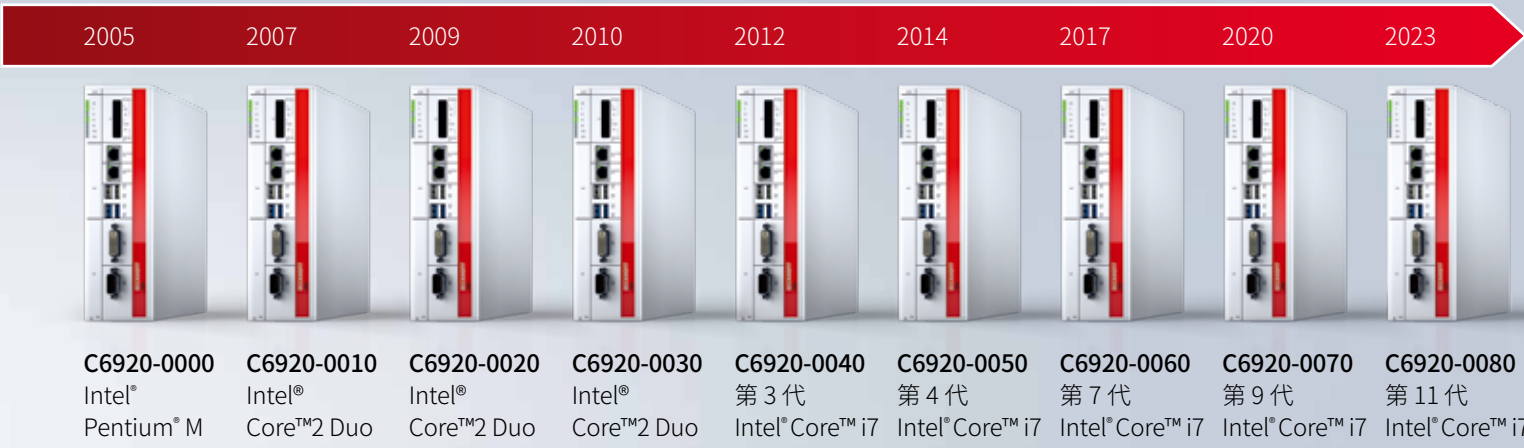 2005 2007 2009 2010 2012 2014 2017 2020 2023
C6920-0000 C6920-0010 C6920-0020 C6920-0030 C6920-0040 C6920-0050 C6920-0060 C6920-0070 C6920-0080
Intel® Intel® Intel® Intel® 第 3 代 第 4 代 第 7 代 第 9 代 第 11 代
Pentium® M Core™2 Duo Core™2 Duo Core™2 Duo Intel® Core™ i7 Intel® Core™ i7 Intel® Core™ i7 Intel® Core™ i7 Intel® Core™ i7